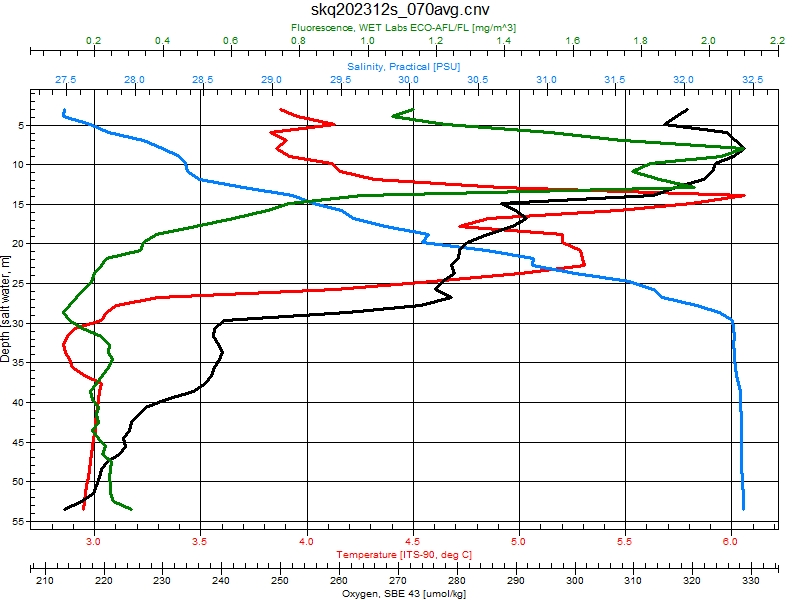 skq202312s_070avg.cnv
Fluorescence, WET Labs ECO-AFL/FL [mg/m^3]
0.2 0.4 0.6 0.8 1.0 1.2 1.4 1.6 1.8 2.0 2.2
Salinity, Practical [PSU]
27.5 28.0 28.5 29.0 29.5 30.0 30.5 31.0 31.5 32.0 32.5
Depth [salt water, m]
5
10
15
20
25
30
35
40
45
50
55
3.0 3.5 4.0 4.5 5.0 5.5 6.0
Temperature [ITS-90, deg C]
210 220 230 240 250 260 270 280 290 300 310 320 330
Oxygen, SBE 43 [umol/kg]